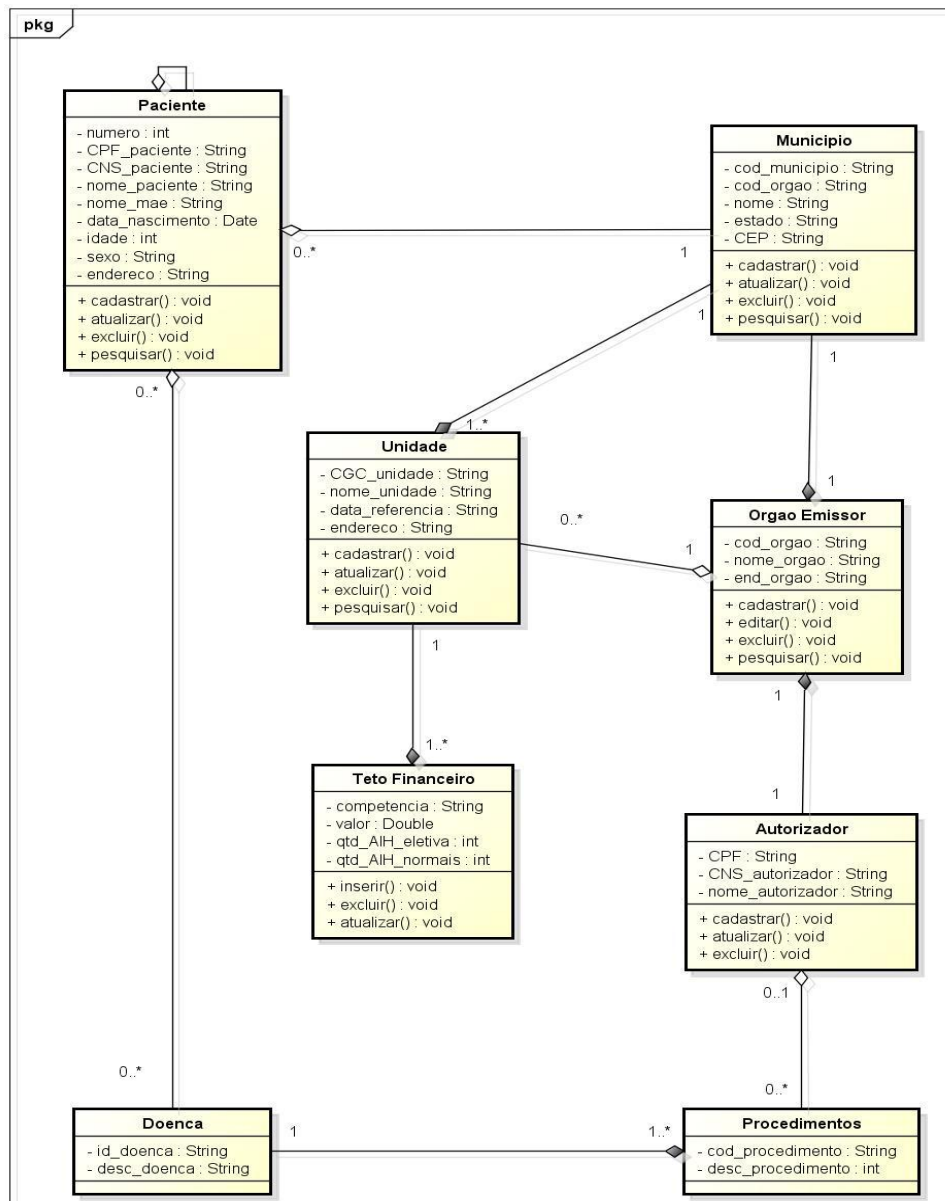 pkg
Paciente
- numero : int
- CPF_paciente : String
- CNS_paciente : String
- nome_paciente : String
- nome_mae : String
- data_nascimento : Date
- idade : int
- sexo : String
- endereco : String
+ cadastrar() : void
+ atualizar() : void
+ excluir() : void
+ pesquisar() : void
0..*
1
0..*
Municipio
- cod_municipio : String
- cod_orgao : String
- nome : String
- estado : String
- CEP : String
+ cadastrar() : void
+ atualizar() : void
+ excluir() : void
+ pesquisar() : void
1
1
1..*
Unidade
- CGC_unidade : String
- nome_unidade : String
- data_referencia : String
- endereco : String
+ cadastrar() : void
+ atualizar() : void
+ excluir() : void
+ pesquisar() : void
0..*
1
1
Orgao Emissor
- cod_orgao : String
- nome_orgao : String
- end_orgao : String
+ cadastrar() : void
+ editar() : void
+ excluir() : void
+ pesquisar() : void
1
1
1..*
Teto Financeiro
- competencia : String
- valor : Double
- qtd_AIH_eletiva : int
- qtd_AIH_normais : int
+ inserir() : void
+ excluir() : void
+ atualizar() : void
1
Autorizador
- CPF : String
- CNS_autorizador : String
- nome_autorizador : String
+ cadastrar() : void
+ atualizar() : void
+ excluir() : void
0..1
0..*
0..*
Doenca
- id_doenca : String
- desc_doenca : String
1
1..*
Procedimentos
- cod_procedimento : String
- desc_procedimento : int